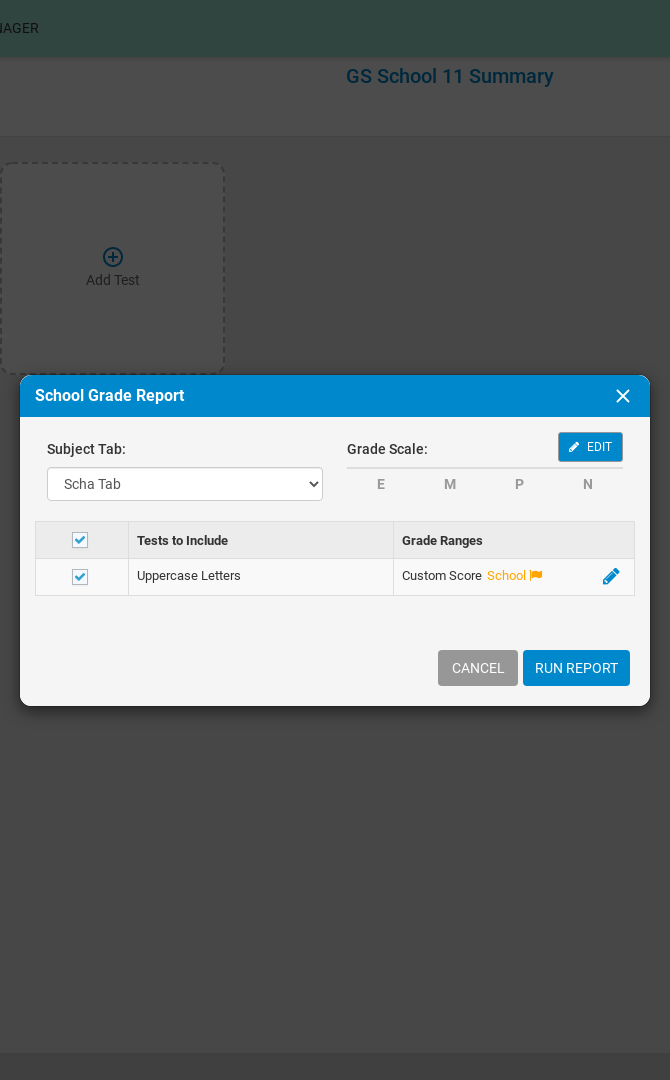 NAGER
GS School 11 Summary
Add Test
School Grade Report
Subject Tab:
Grade Scale:
EDIT
Scha Tab
E M P N
Tests to Include
Grade Ranges
Uppercase Letters
Custom Score School
CANCEL
RUN REPORT